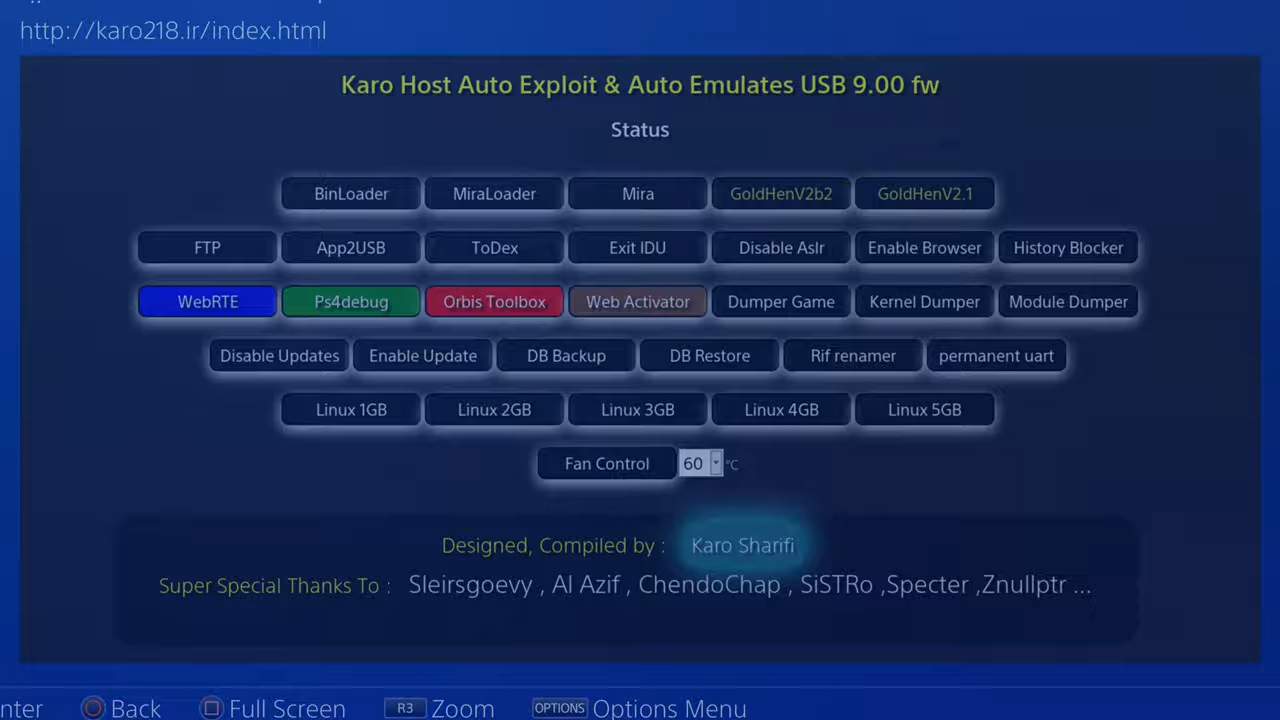 http://karo218.ir/index.html
Karo Host Auto Exploit & Auto Emulates USB 9.00 fw
Status
BinLoader MiraLoader Mira GoldHenV2b2 GoldHenV2.1
FTP App2USB ToDex Exit IDU Disable Aslr Enable Browser History Blocker
WebRTE Ps4debug Orbis Toolbox Web Activator Dumper Game Kernel Dumper Module Dumper
Disable Updates Enable Update DB Backup DB Restore Rif renamer permanent uart
Linux 1GB Linux 2GB Linux 3GB Linux 4GB Linux 5GB
Fan Control 60 °C
Designed, Compiled by : Karo Sharifi
Super Special Thanks To : Sleirsgoevy , Al Azif , ChendoChap , SiSTRo ,Specter ,Znullptr ...
nter Back Full Screen R3 Zoom OPTIONS Options Menu